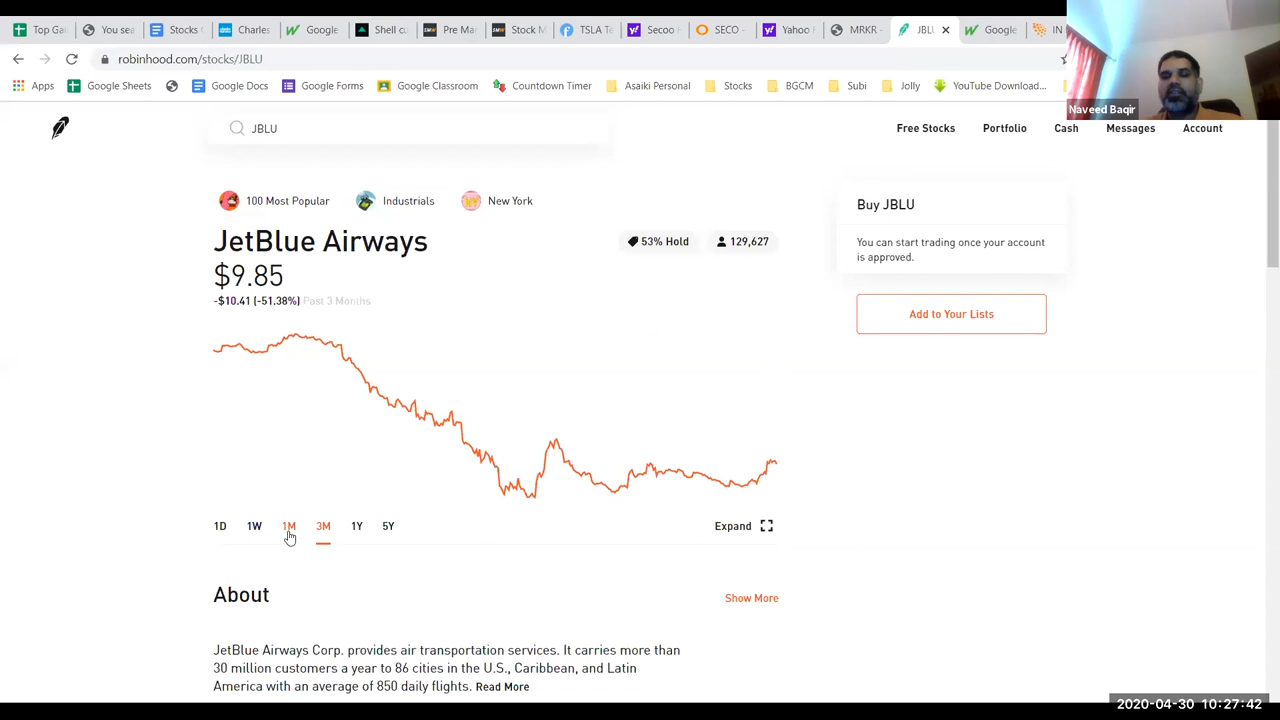 Top Ga
You sea
Stocks
Charles
Google
Shell cu
Pre Ma
Stock M
TSLA Te
Secoo
SECO -
Yahoo F
MRKR -
JBLU
Google
IN
robinhood.com/stocks/JBLU
Apps
Google Sheets
Google Docs
Google Forms
Google Classroom
Countdown Timer
Asaiki Personal
Stocks
BGCM
Subi
Jolly
YouTube Download...
Naveed Baqir
JBLU
Free Stocks
Portfolio
Cash
Messages
Account
100 Most Popular
Industrials
New York
JetBlue Airways
53% Hold
129,627
$9.85
-$10.41 (-51.38%) Past 3 Months
Buy JBLU
You can start trading once your account
is approved.
Add to Your Lists
1D
1W
1M
3M
1Y
5Y
Expand
About
Show More
JetBlue Airways Corp. provides air transportation services. It carries more than
30 million customers a year to 86 cities in the U.S., Caribbean, and Latin
America with an average of 850 daily flights. Read More
2020-04-30 10:27:42